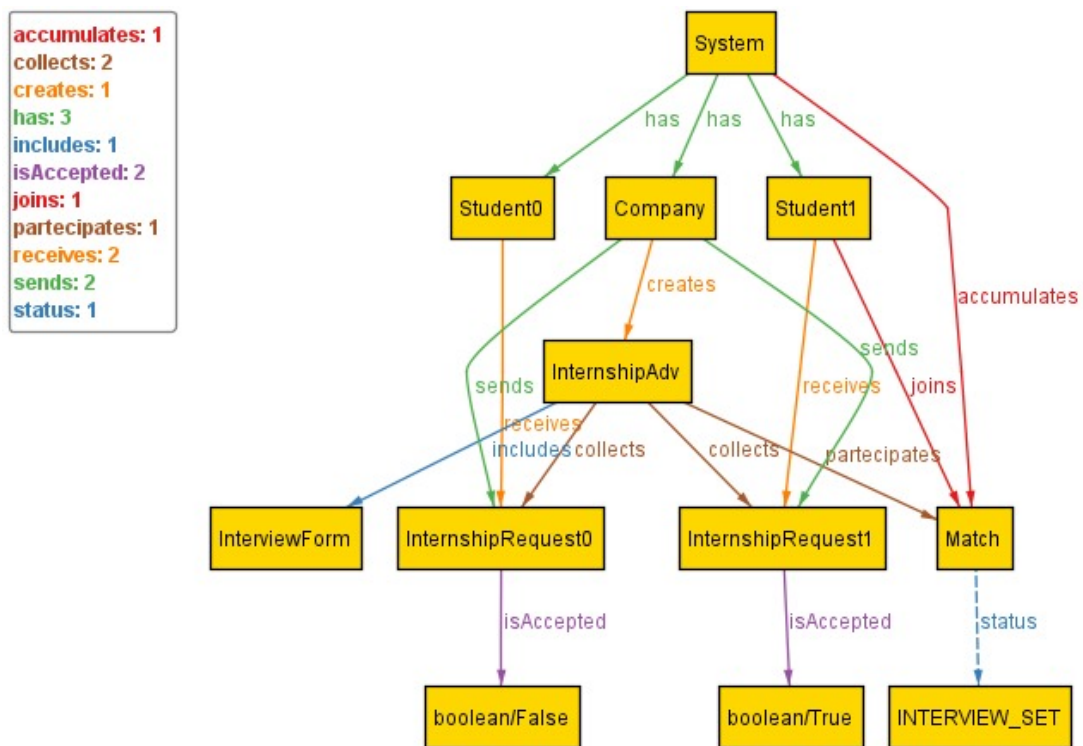 accumulates: 1
collects: 2
creates: 1
has: 3
includes: 1
isAccepted: 2
joins: 1
partecipates: 1
receives: 2
sends: 2
status: 1
System
has
has
has
Student0
Company
Student1
creates
accumulates
InternshipAdv
sends
sends
receives
joins
receives
includes
collects
collects
partecipates
InterviewForm
InternshipRequest0
InternshipRequest1
Match
isAccepted
isAccepted
status
boolean/False
boolean/True
INTERVIEW_SET